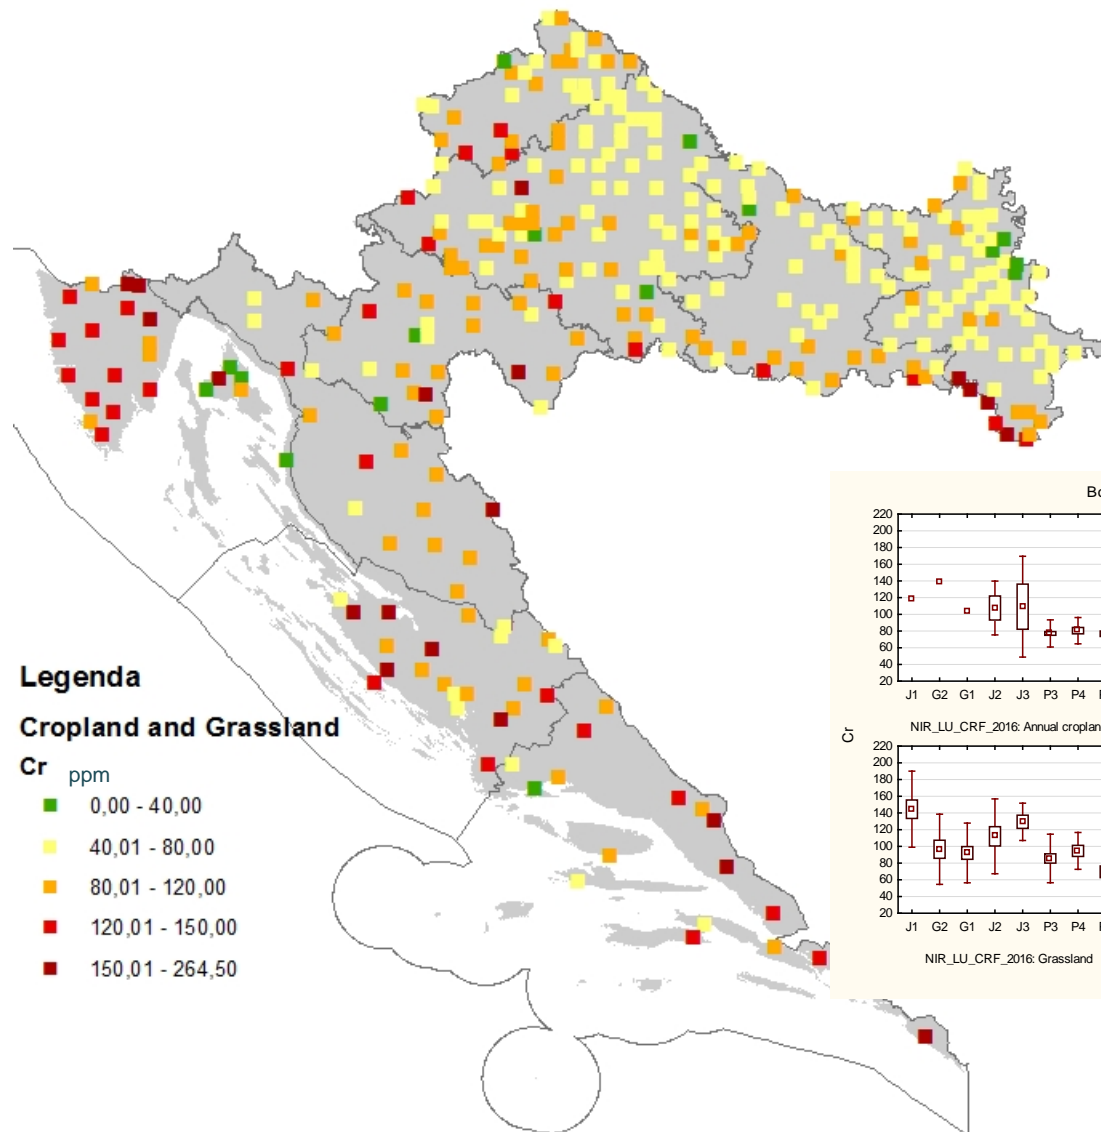 Legenda
Cropland and Grassland
Cr ppm
0,00 - 40,00
40,01 - 80,00
80,01 - 120,00
120,01 - 150,00
150,01 - 264,50
220
200
180
160
140
120
100
80
60
40
20
J1 G2 G1 J2 J3 P3 P4
NIR_LU_CRF_2016: Annual croplan
Cr
220
200
180
160
140
120
100
80
60
40
20
J1 G2 G1 J2 J3 P3 P4
NIR_LU_CRF_2016: Grassland